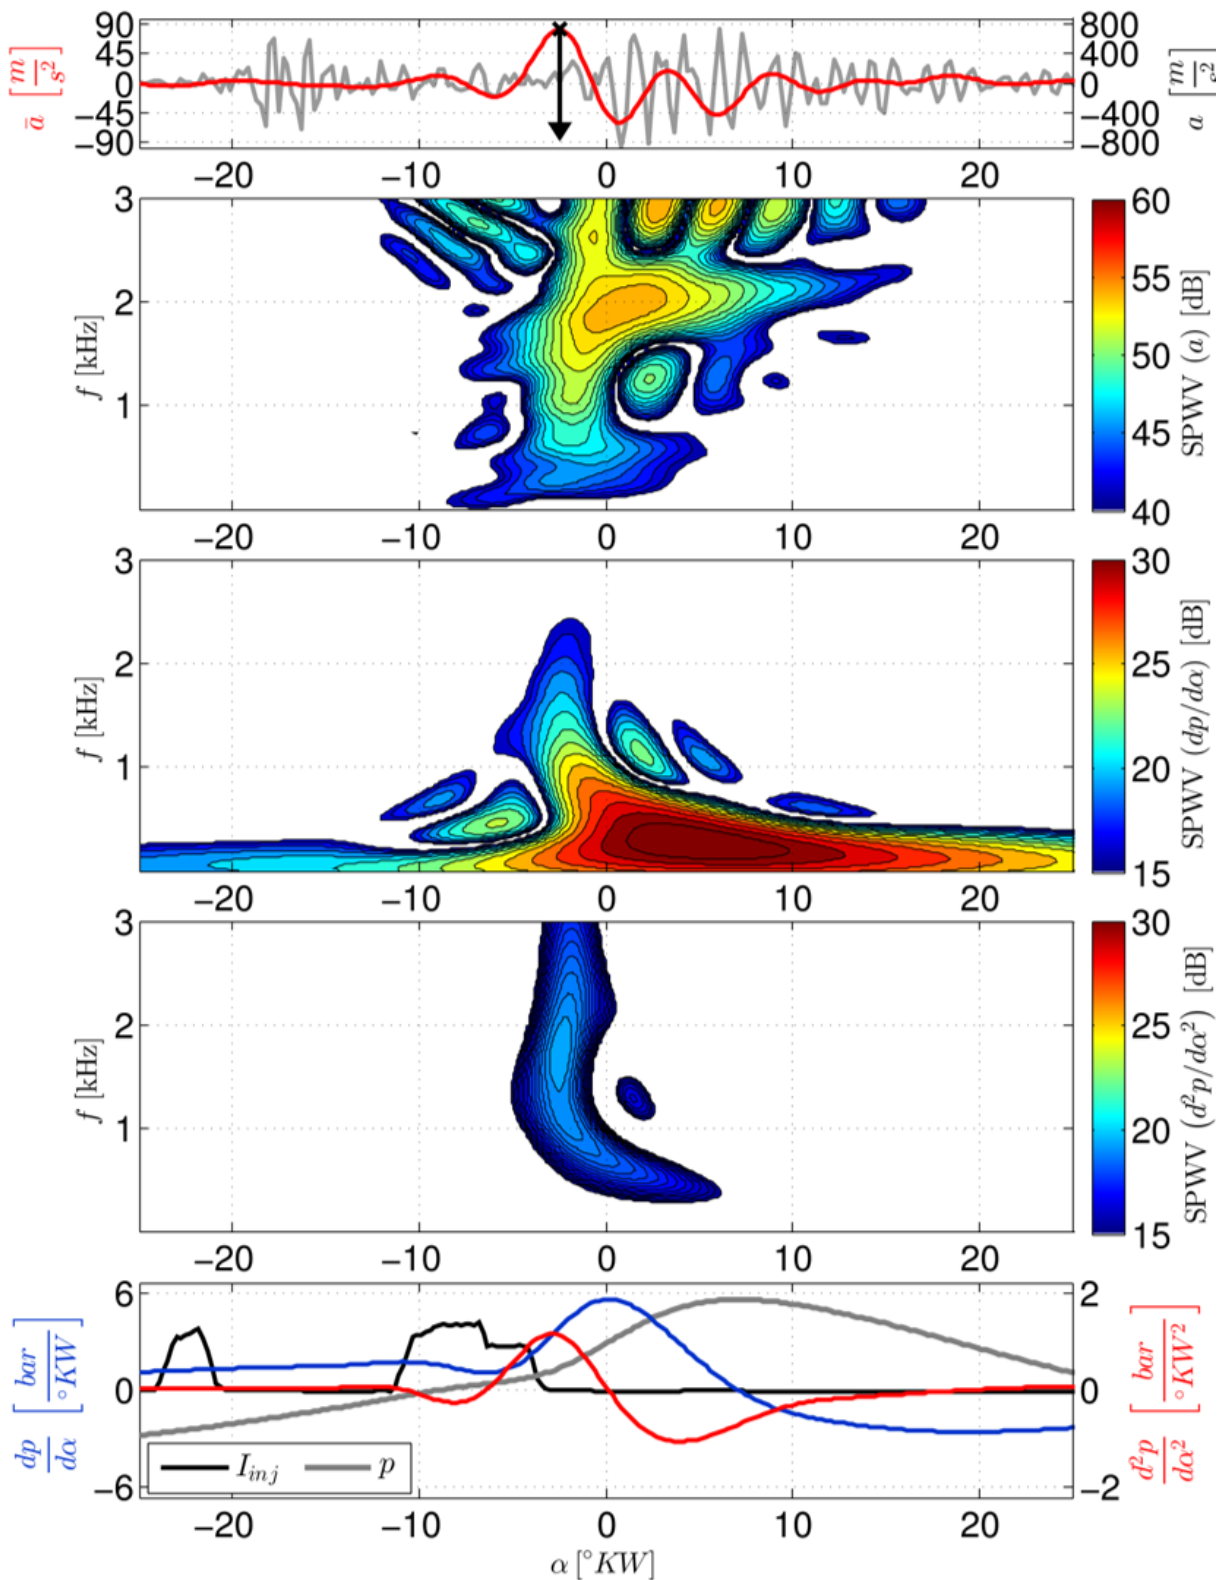 90 45 0 −45 −90
ā [m/s²]
800 400 0 −400 −800
a [m/s²]
−20 −10 0 10 20
3 2 1
f [kHz]
60 55 50 45 40
SPWV (a) [dB]
−20 −10 0 10 20
3 2 1
f [kHz]
30 25 20 15
SPWV (dp/dα) [dB]
−20 −10 0 10 20
3 2 1
f [kHz]
30 25 20 15
SPWV (d²p/dα²) [dB]
−20 −10 0 10 20
6 0 −6
dp/dα [bar/°KW]
2 0 −2
d²p/dα² [bar/°KW²]
I_inj p
−20 −10 0 10 20
α [°KW]